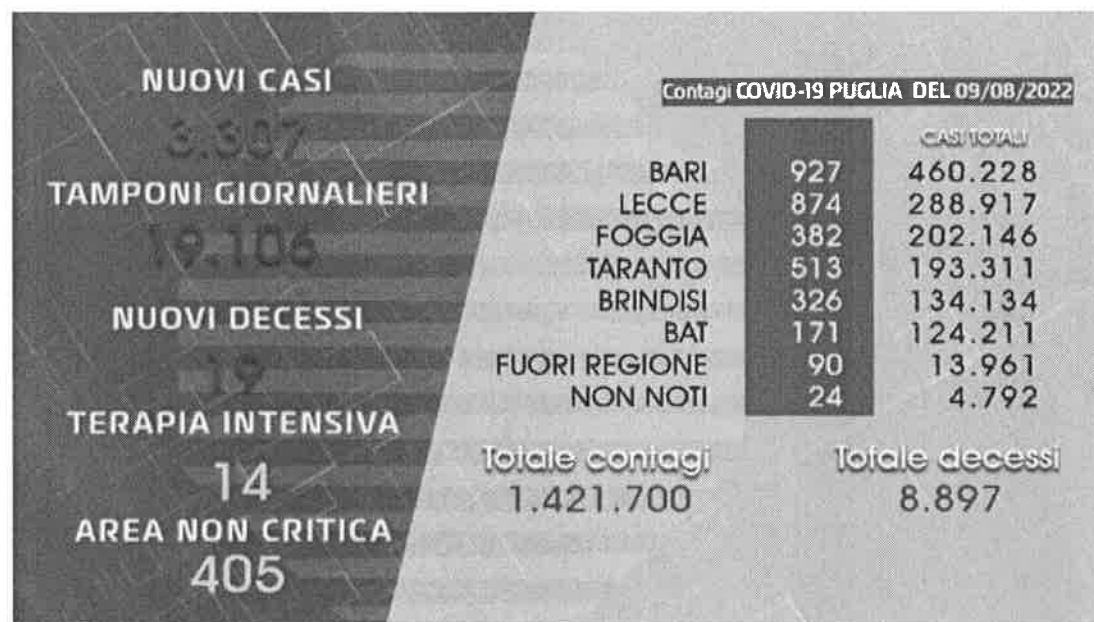 NUOVI CASI
3.307
TAMPONI GIORNALIERI
19.106
NUOVI DECESSI
19
TERAPIA INTENSIVA
14
AREA NON CRITICA
405
Contagi COVID-19 PUGLIA DEL 09/08/2022
CASI TOTALI
BARI 927 460.228
LECCE 874 288.917
FOGGIA 382 202.146
TARANTO 513 193.311
BRINDISI 326 134.134
BAT 171 124.211
FUORI REGIONE 90 13.961
NON NOTI 24 4.792
Totale contagi
1.421.700
Totale decessi
8.897